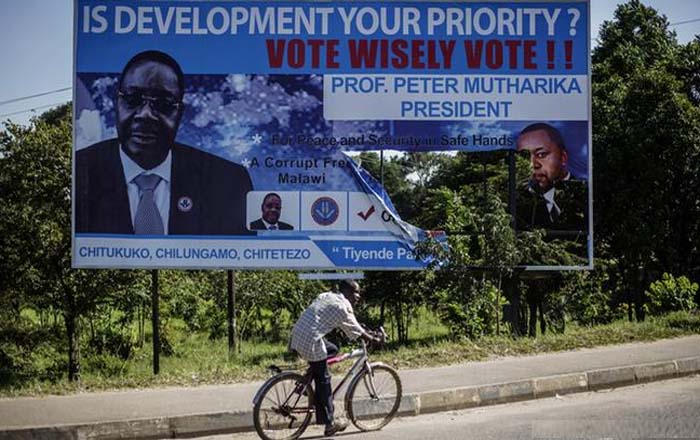 IS DEVELOPMENT YOUR PRIORITY?
VOTE WISELY VOTE!!
PROF. PETER MUTHARIKA
PRESIDENT
* For Peace and Security in Safe Hands
* A Corrupt Free
Malawi
CHITUKUKO, CHILUNGAMO, CHITETEZO
"Tiyende